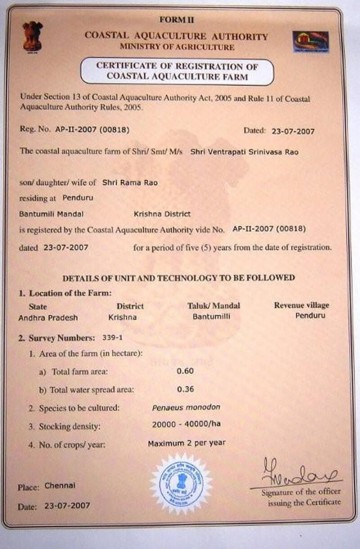 FORM II
COASTAL AQUACULTURE AUTHORITY
MINISTRY OF AGRICULTURE
CERTIFICATE OF REGISTRATION OF
COASTAL AQUACULTURE FARM
Under Section 13 of Coastal Aquaculture Authority Act, 2005 and Rule 11 of Coastal
Aquaculture Authority Rules, 2005.
Reg. No. AP-II-2007 (00818) Dated: 23-07-2007
The coastal aquaculture farm of Shri/ Smt/ M/s Shri Ventrapati Srinivasa Rao
son/ daughter/ wife of Shri Rama Rao
residing at Penduru
Bantumili Mandal Krishna District
is registered by the Coastal Aquaculture Authority vide No. AP-II-2007 (00818)
dated 23-07-2007 for a period of five (5) years from the date of registration.
DETAILS OF UNIT AND TECHNOLOGY TO BE FOLLOWED
1. Location of the Farm:
State District Taluk/ Mandal Revenue village
Andhra Pradesh Krishna Bantumilli Penduru
2. Survey Numbers: 339-1
1. Area of the farm (in hectare):
a) Total farm area: 0.60
b) Total water spread area: 0.36
2. Species to be cultured: Penaeus monodon
3. Stocking density: 20000 - 40000/ha
4. No. of crops/ year: Maximum 2 per year
Place: Chennai
Signature of the officer
Date: 23-07-2007 issuing the Certificate